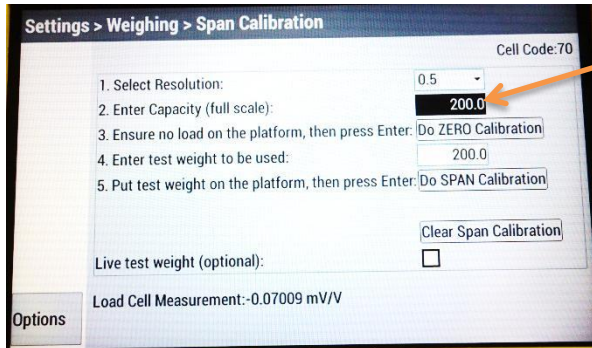 Settings > Weighing > Span Calibration
Cell Code:70
1. Select Resolution: 0.5
2. Enter Capacity (full scale): 200.0
3. Ensure no load on the platform, then press Enter: Do ZERO Calibration
4. Enter test weight to be used: 200.0
5. Put test weight on the platform, then press Enter: Do SPAN Calibration
Clear Span Calibration
Live test weight (optional):
Load Cell Measurement:-0.07009 mV/V
Options